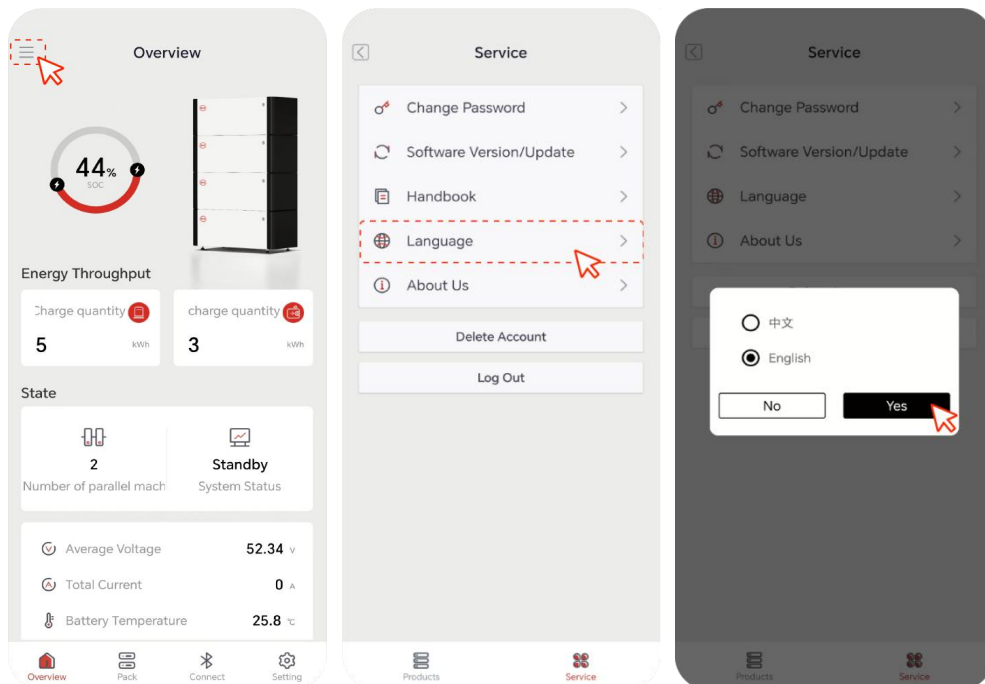 Overview
44%
SOC
Energy Throughput
Charge quantity
5 kWh
charge quantity
3 kWh
State
2
Number of parallel mach
Standby
System Status
Average Voltage 52.34 V
Total Current 0 A
Battery Temperature 25.8 ℃
Overview Pack Connect Setting
Service
Change Password
Software Version/Update
Handbook
Language
About Us
Delete Account
Log Out
Products Service
Service
Change Password
Software Version/Update
Language
About Us
中文
English
No Yes
Products Service